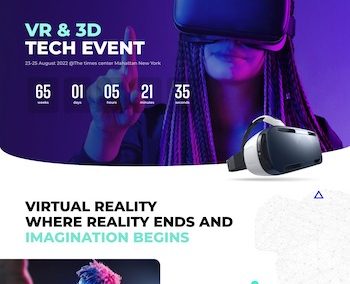 VR & 3D
TECH EVENT
23-25 August 2022 @The times center Mahattan New York
65 01 05 21 35
weeks days hours minutes seconds
VIRTUAL REALITY
WHERE REALITY ENDS AND
IMAGINATION BEGINS